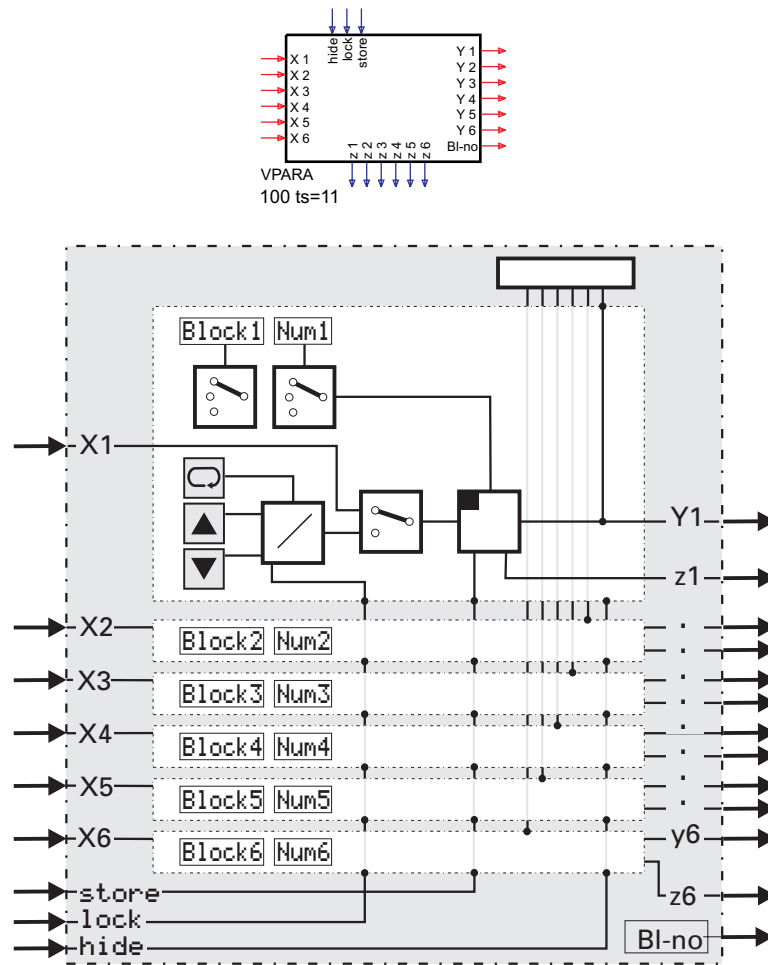 hide lock store
X 1 Y 1
X 2 Y 2
X 3 Y 3
X 4 Y 4
X 5 Y 5
X 6 Y 6
Bl-no
z 1 z 2 z 3 z 4 z 5 z 6
VPARA
100 ts=11
Block1 Num1
X1
Y1
z1
X2
Block2 Num2
X3
Block3 Num3
X4
Block4 Num4
X5
Block5 Num5
X6 y6
Block6 Num6
store z6
lock
hide Bl-no